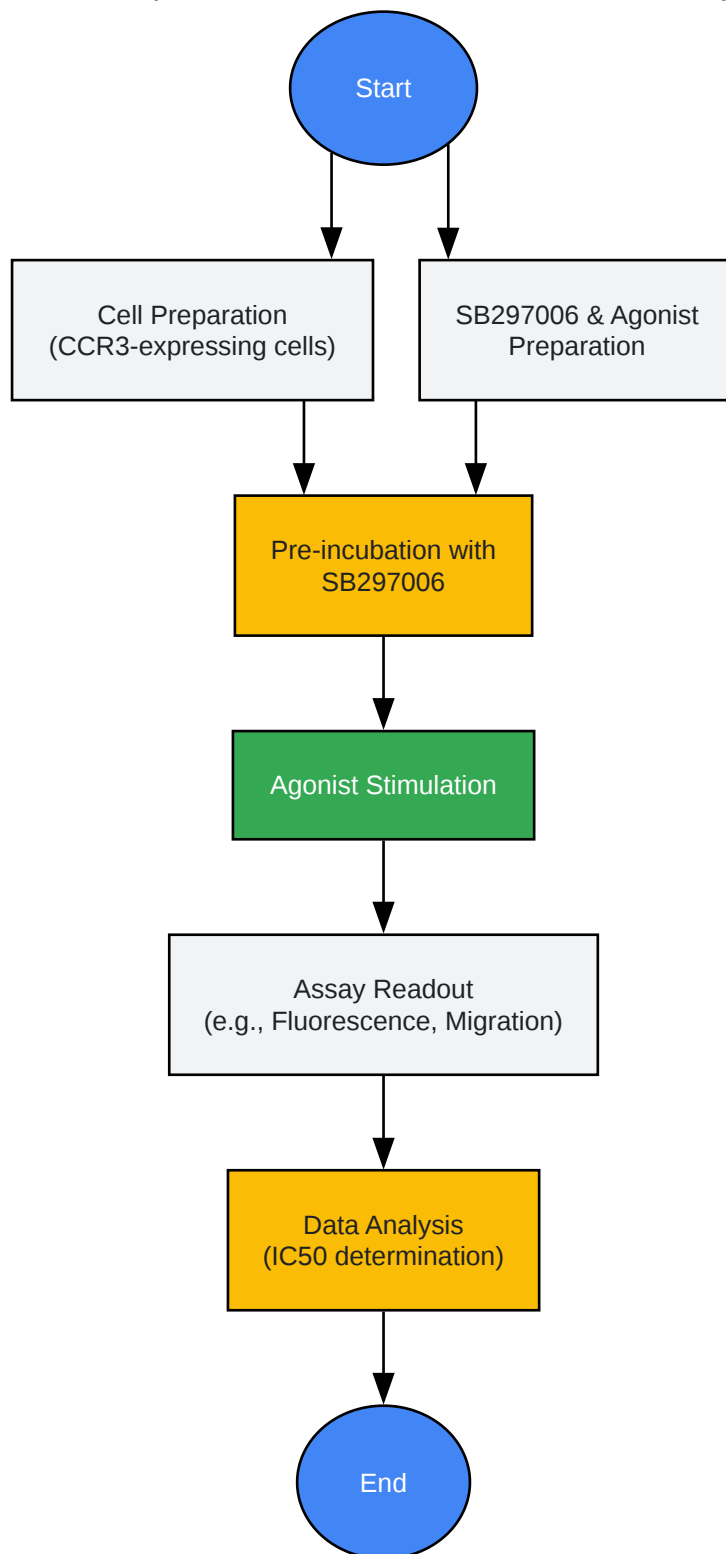 Start
Cell Preparation
(CCR3-expressing cells)
SB297006 & Agonist
Preparation
Pre-incubation with
SB297006
Agonist Stimulation
Assay Readout
(e.g., Fluorescence, Migration)
Data Analysis
(IC50 determination)
End